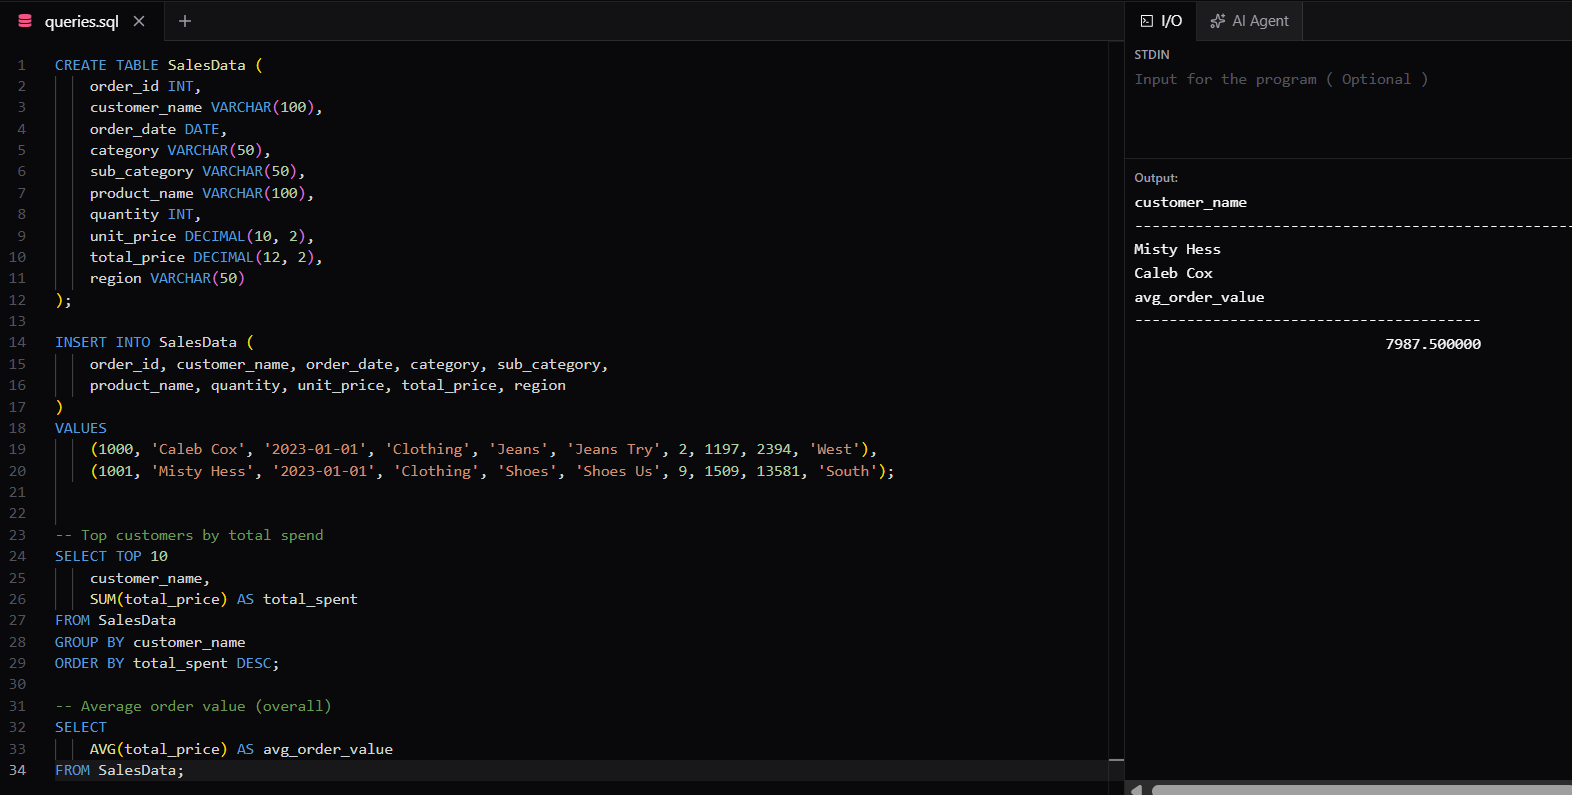 queries.sql
I/O
AI Agent
1 CREATE TABLE SalesData (
2 order_id INT,
3 customer_name VARCHAR(100),
4 order_date DATE,
5 category VARCHAR(50),
6 sub_category VARCHAR(50),
7 product_name VARCHAR(100),
8 quantity INT,
9 unit_price DECIMAL(10, 2),
10 total_price DECIMAL(12, 2),
11 region VARCHAR(50)
12 );
13
14 INSERT INTO SalesData (
15 order_id, customer_name, order_date, category, sub_category,
16 product_name, quantity, unit_price, total_price, region
17 )
18 VALUES
19 (1000, 'Caleb Cox', '2023-01-01', 'Clothing', 'Jeans', 'Jeans Try', 2, 1197, 2394, 'West'),
20 (1001, 'Misty Hess', '2023-01-01', 'Clothing', 'Shoes', 'Shoes Us', 9, 1509, 13581, 'South');
21
22
23 -- Top customers by total spend
24 SELECT TOP 10
25 customer_name,
26 SUM(total_price) AS total_spent
27 FROM SalesData
28 GROUP BY customer_name
29 ORDER BY total_spent DESC;
30
31 -- Average order value (overall)
32 SELECT
33 AVG(total_price) AS avg_order_value
34 FROM SalesData;
STDIN
Input for the program ( Optional )
Output:
customer_name
---------------------------------------------------
Misty Hess
Caleb Cox
avg_order_value
----------------------------------------
7987.500000